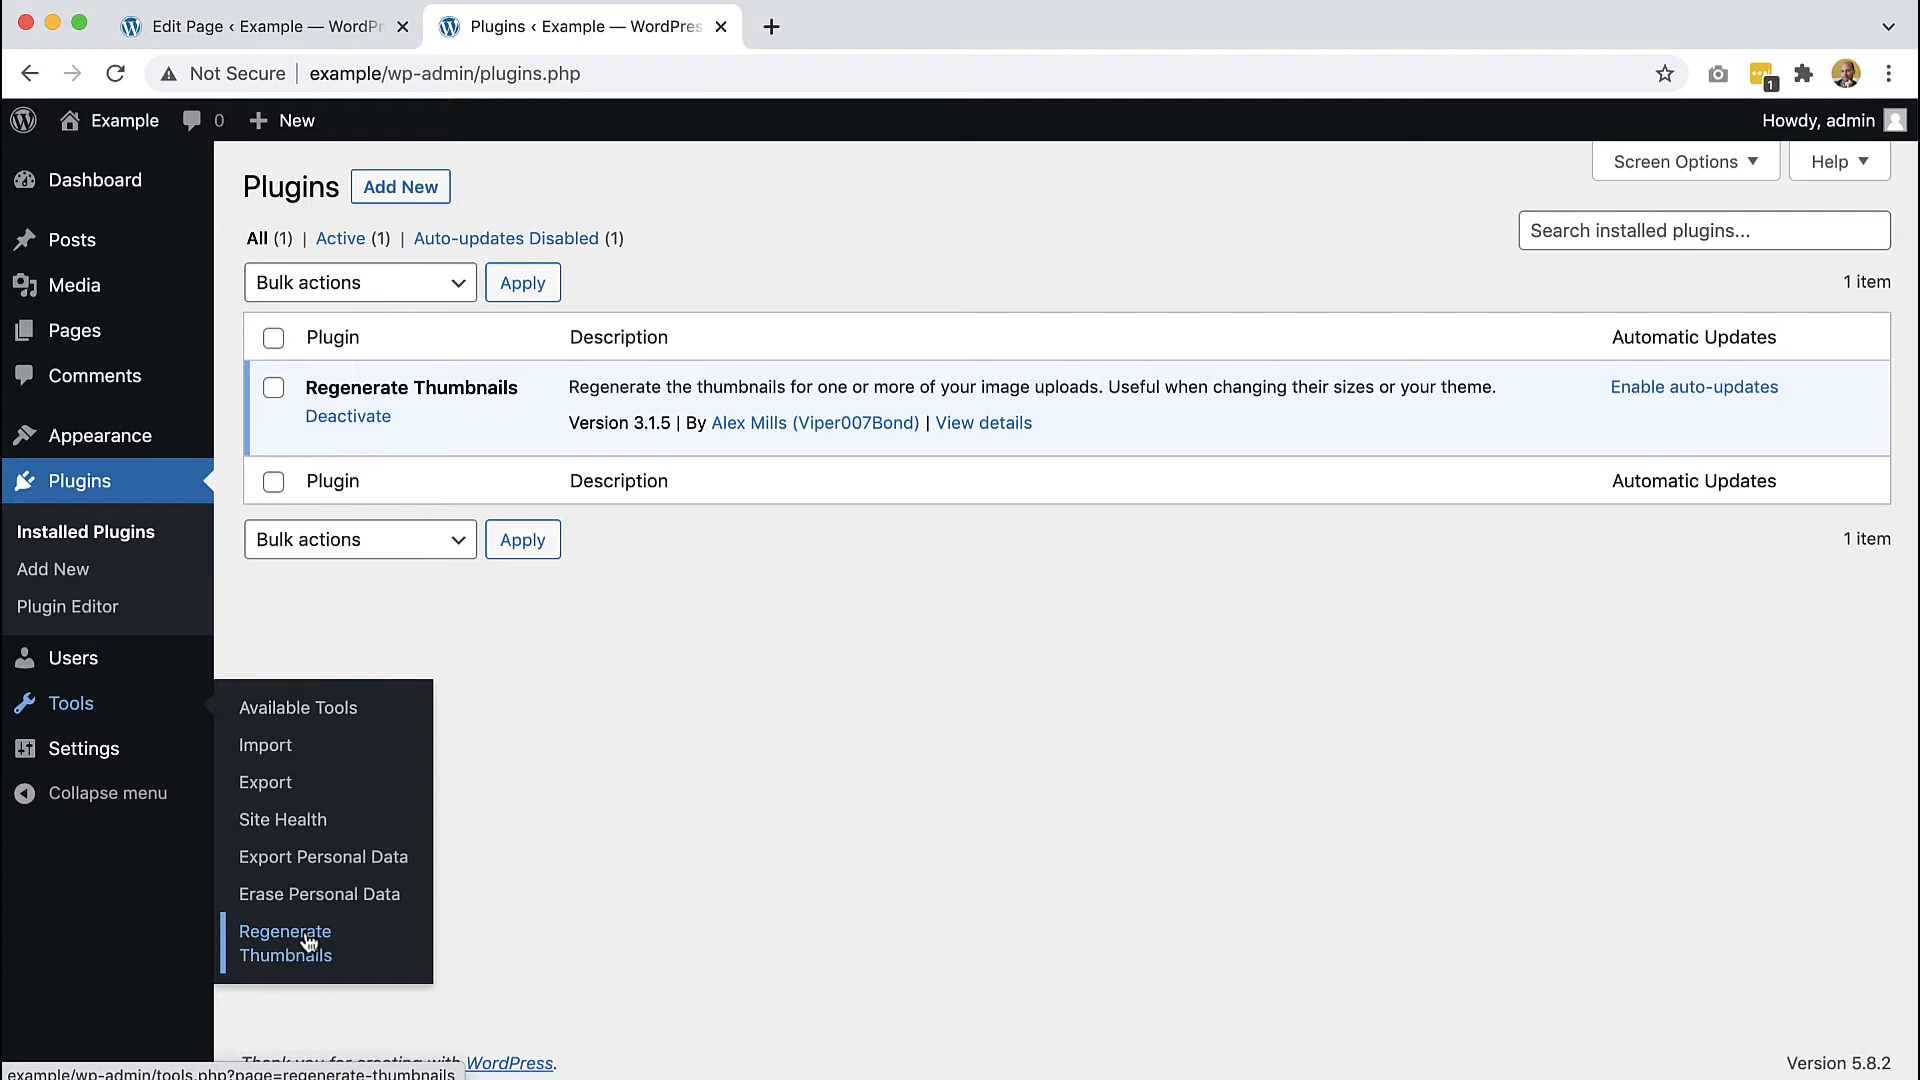 Edit Page ‹ Example — WordPr
Plugins ‹ Example — WordPres
Not Secure example/wp-admin/plugins.php
1
Example 0 New
Howdy, admin
Screen Options Help
Dashboard
Posts
Media
Pages
Comments
Appearance
Plugins
Installed Plugins
Add New
Plugin Editor
Users
Tools
Settings
Collapse menu
Available Tools
Import
Export
Site Health
Export Personal Data
Erase Personal Data
Regenerate
Thumbnails
Plugins Add New
All (1) | Active (1) | Auto-updates Disabled (1)
Search installed plugins...
Bulk actions Apply
1 item
Plugin Description Automatic Updates
Regenerate Thumbnails Regenerate the thumbnails for one or more of your image uploads. Useful when changing their sizes or your theme. Enable auto-updates
Deactivate
Version 3.1.5 | By Alex Mills (Viper007Bond) | View details
Plugin Description Automatic Updates
Bulk actions Apply
1 item
Thank you for creating with WordPress.
Version 5.8.2
example/wp-admin/tools.php?page=regenerate-thumbnails